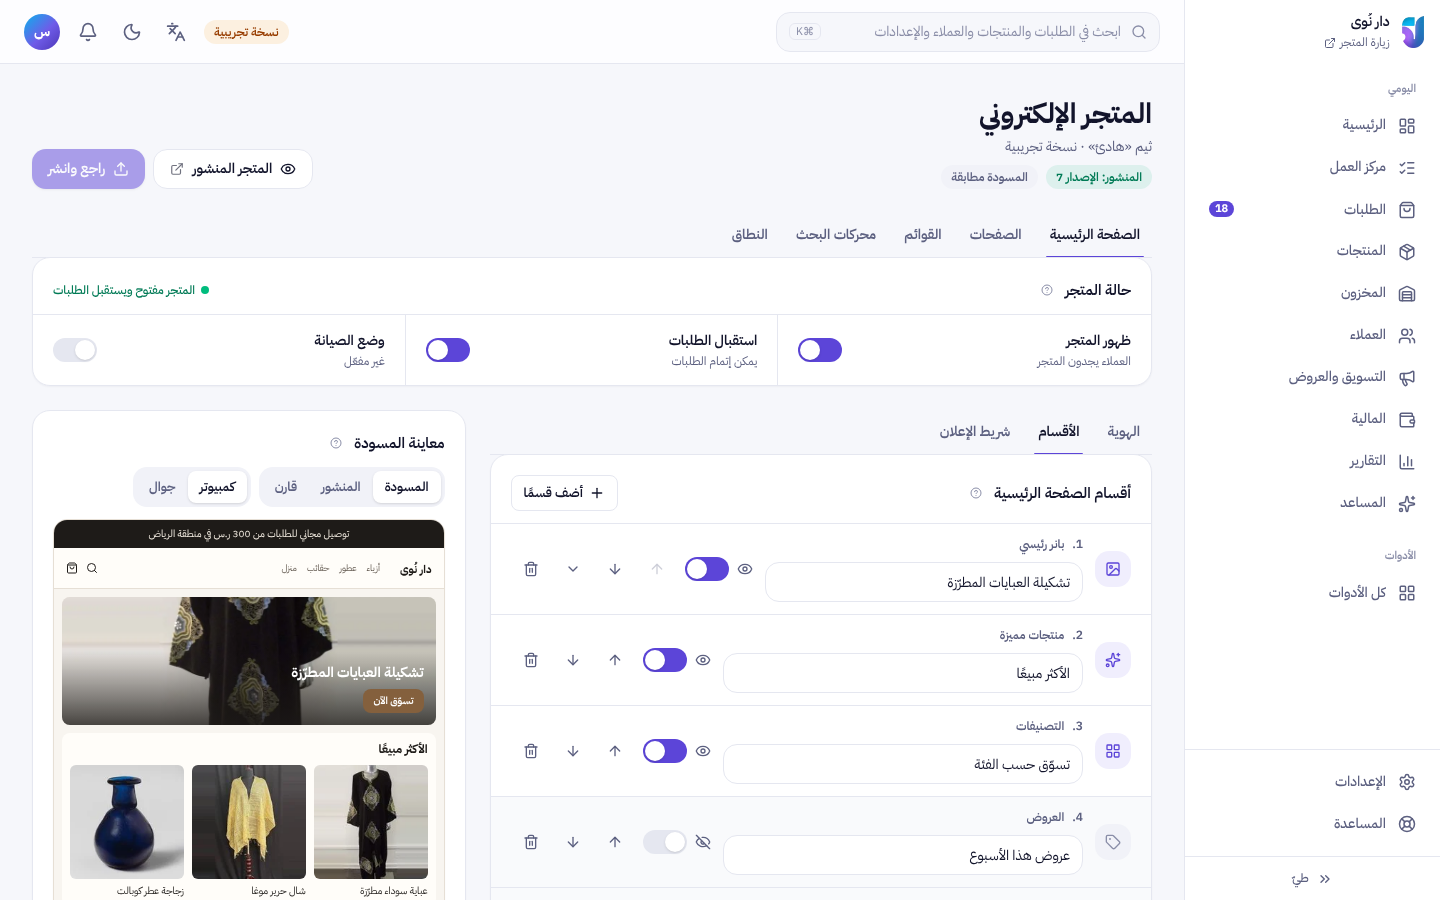 دار نُوى
زيارة المتجر
اليومي
الرئيسية
مركز العمل
الطلبات
18
المنتجات
المخزون
العملاء
التسويق والعروض
المالية
التقارير
المساعد
الأدوات
كل الأدوات
الإعدادات
المساعدة
طيّ
ابحث في الطلبات والمنتجات والعملاء والإعدادات
⌘K
نسخة تجريبية
س
المتجر الإلكتروني
ثيم «هادئ» · نسخة تجريبية
المنشور: الإصدار 7
المسودة مطابقة
المتجر المنشور
راجع وانشر
الصفحة الرئيسية
الصفحات
القوائم
محركات البحث
النطاق
حالة المتجر
المتجر مفتوح ويستقبل الطلبات
ظهور المتجر
العملاء يجدون المتجر
استقبال الطلبات
يمكن إتمام الطلبات
وضع الصيانة
غير مفعّل
الهوية
الأقسام
شريط الإعلان
أقسام الصفحة الرئيسية
أضف قسمًا
1. بانر رئيسي
تشكيلة العبايات المطرّزة
2. منتجات مميزة
الأكثر مبيعًا
3. التصنيفات
تسوّق حسب الفئة
4. العروض
عروض هذا الأسبوع
معاينة المسودة
المسودة
المنشور
قارن
كمبيوتر
جوال
توصيل مجاني للطلبات من 300 ر.س في منطقة الرياض
دار نُوى
أزياء
عطور
حقائب
منزل
تشكيلة العبايات المطرّزة
تسوّق الآن
الأكثر مبيعًا
عباية سوداء مطرّزة
شال حرير موغا
زجاجة عطر كوبالت